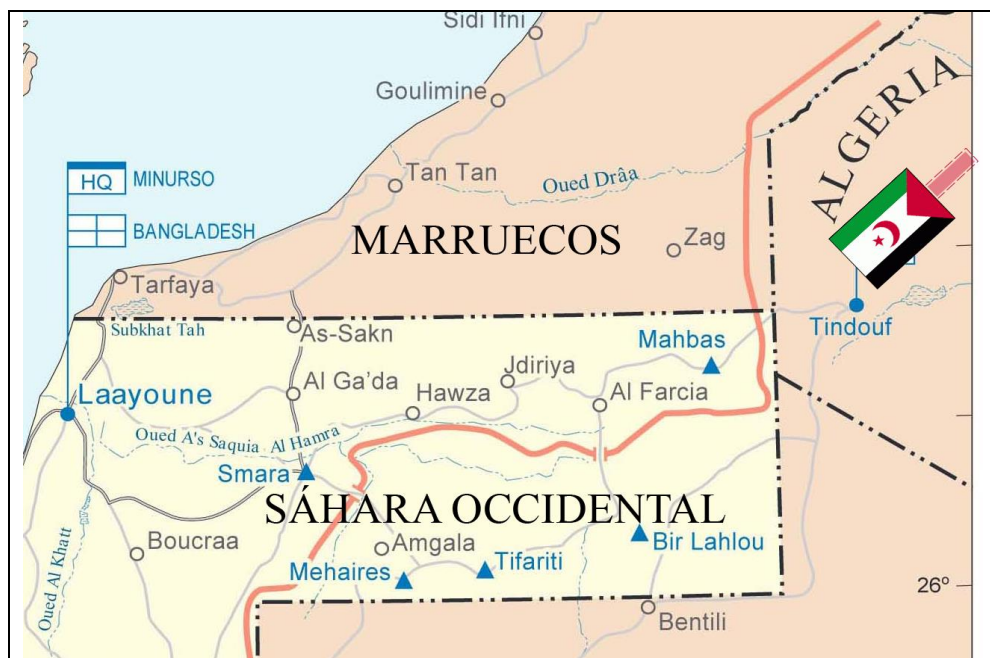 Sidi Ifni
Goulimine
ALGERIA
HQ MINURSO
Tan Tan
Oued Drâa
BANGLADESH
MARRUECOS
Zag
Tarfaya
Subkhat Tah
As-Sakn
Tindouf
Mahbas
Jdiriya
Al Ga'da
Laayoune
Hawza
Al Farcia
Oued A's Saquia Al Hamra
Smara
SÁHARA OCCIDENTAL
Boucraa
Amgala
Bir Lahlou
Tifariti
Mehaires
Oued Al Khatt
26º
Bentili